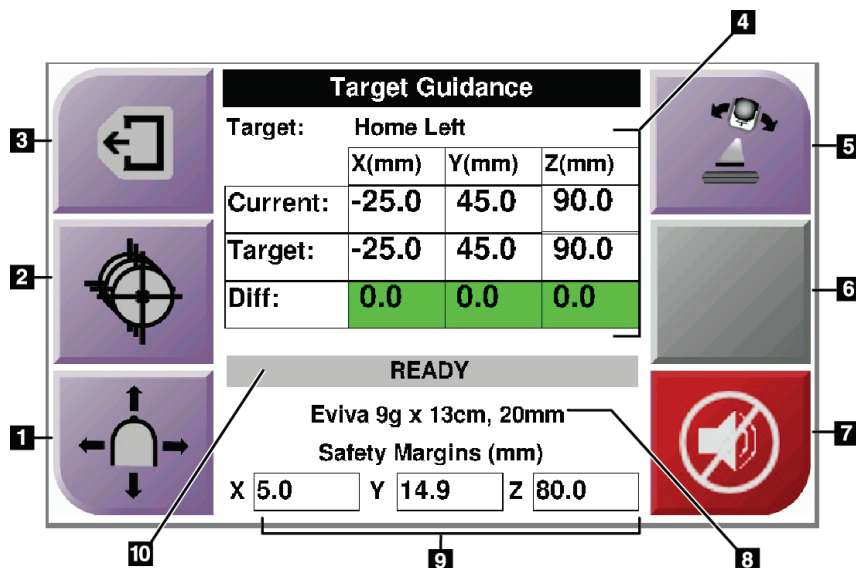 4
Target Guidance
3
Target: Home Left
5
X(mm) Y(mm) Z(mm)
Current: -25.0 45.0 90.0
2
Target: -25.0 45.0 90.0
6
Diff: 0.0 0.0 0.0
READY
Eviva 9g x 13cm, 20mm
1
7
Safety Margins (mm)
X 5.0 Y 14.9 Z 80.0
10
9
8